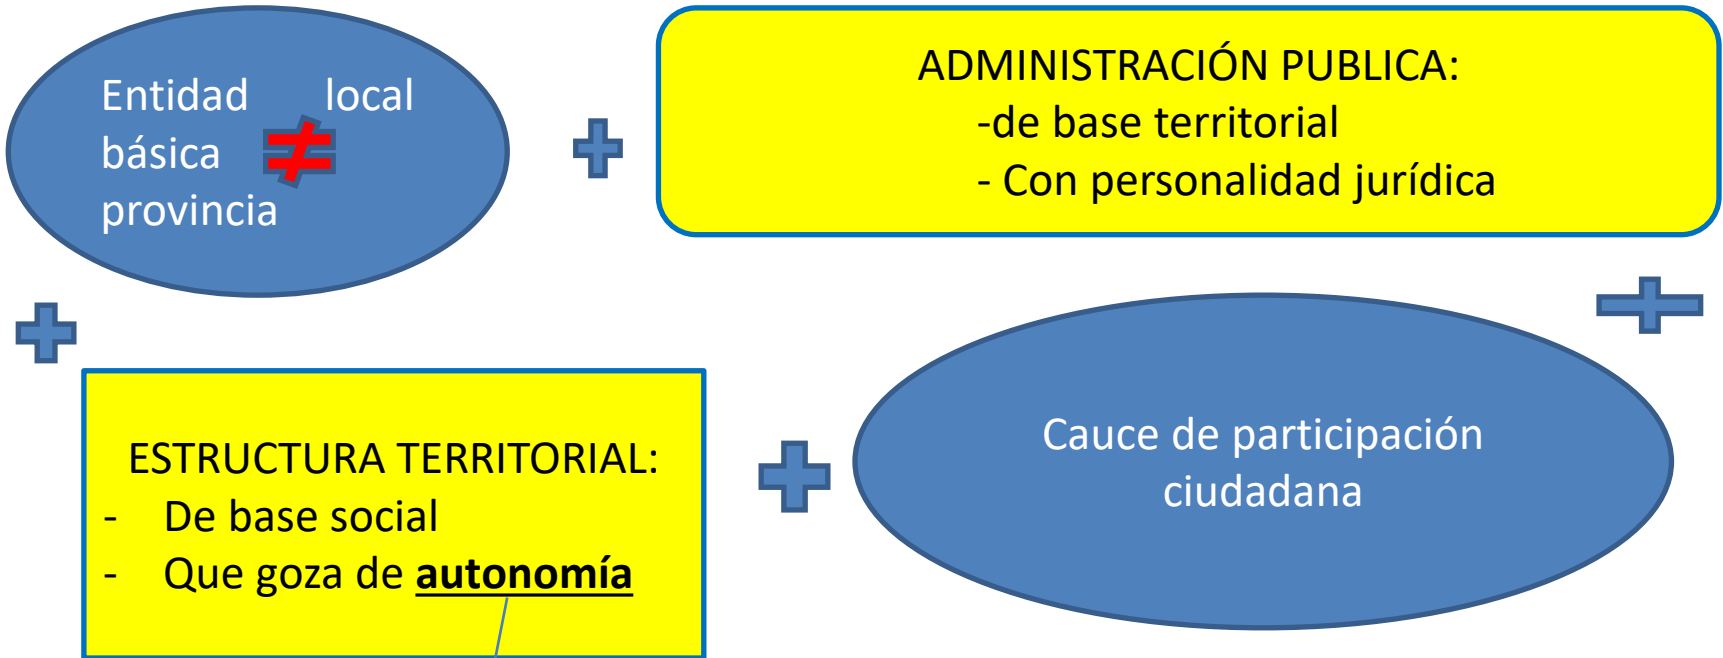 Entidad local
básica ≠
provincia
ADMINISTRACIÓN PUBLICA:
-de base territorial
- Con personalidad jurídica
ESTRUCTURA TERRITORIAL:
- De base social
- Que goza de autonomía
Cauce de participación
ciudadana